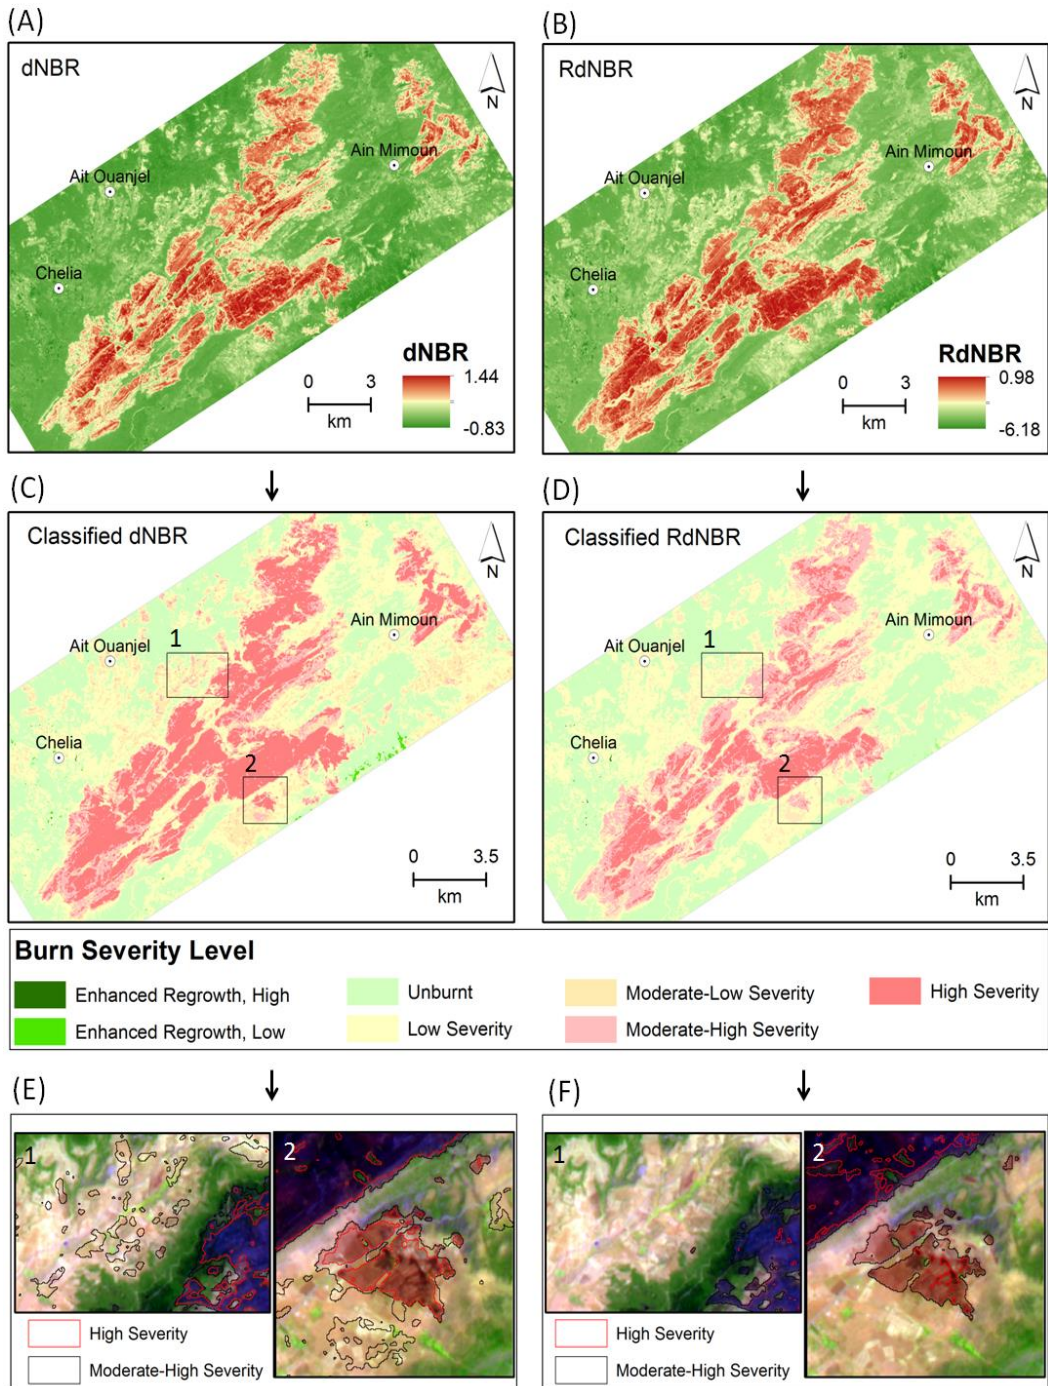 (A)
(B)
dNBR
N
Ain Mimoun
Ait Ouanjel
Chelia
dNBR
0 3
km
1.44
-0.83
RdNBR
N
Ain Mimoun
Ait Ouanjel
Chelia
RdNBR
0 3
km
0.98
-6.18
(C)
(D)
Classified dNBR
N
Ain Mimoun
1
Ait Ouanjel
Chelia
2
0 3.5
km
Classified RdNBR
N
Ain Mimoun
1
Ait Ouanjel
Chelia
2
0 3.5
km
Burn Severity Level
Enhanced Regrowth, High
Unburnt
Moderate-Low Severity
High Severity
Enhanced Regrowth, Low
Low Severity
Moderate-High Severity
(E)
(F)
1
2
High Severity
Moderate-High Severity
1
2
High Severity
Moderate-High Severity